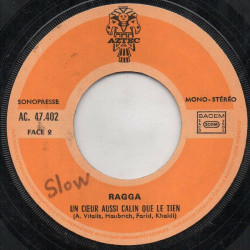 AZTEC
SONOPRESSE
MONO-STÉRÉO
AC. 47.402
FACE 2
SACEM
Slow
RAGGA
UN CŒUR AUSSI CALIN QUE LE TIEN
(A. Vitalis, Haubrich, Farid, Khaldi)